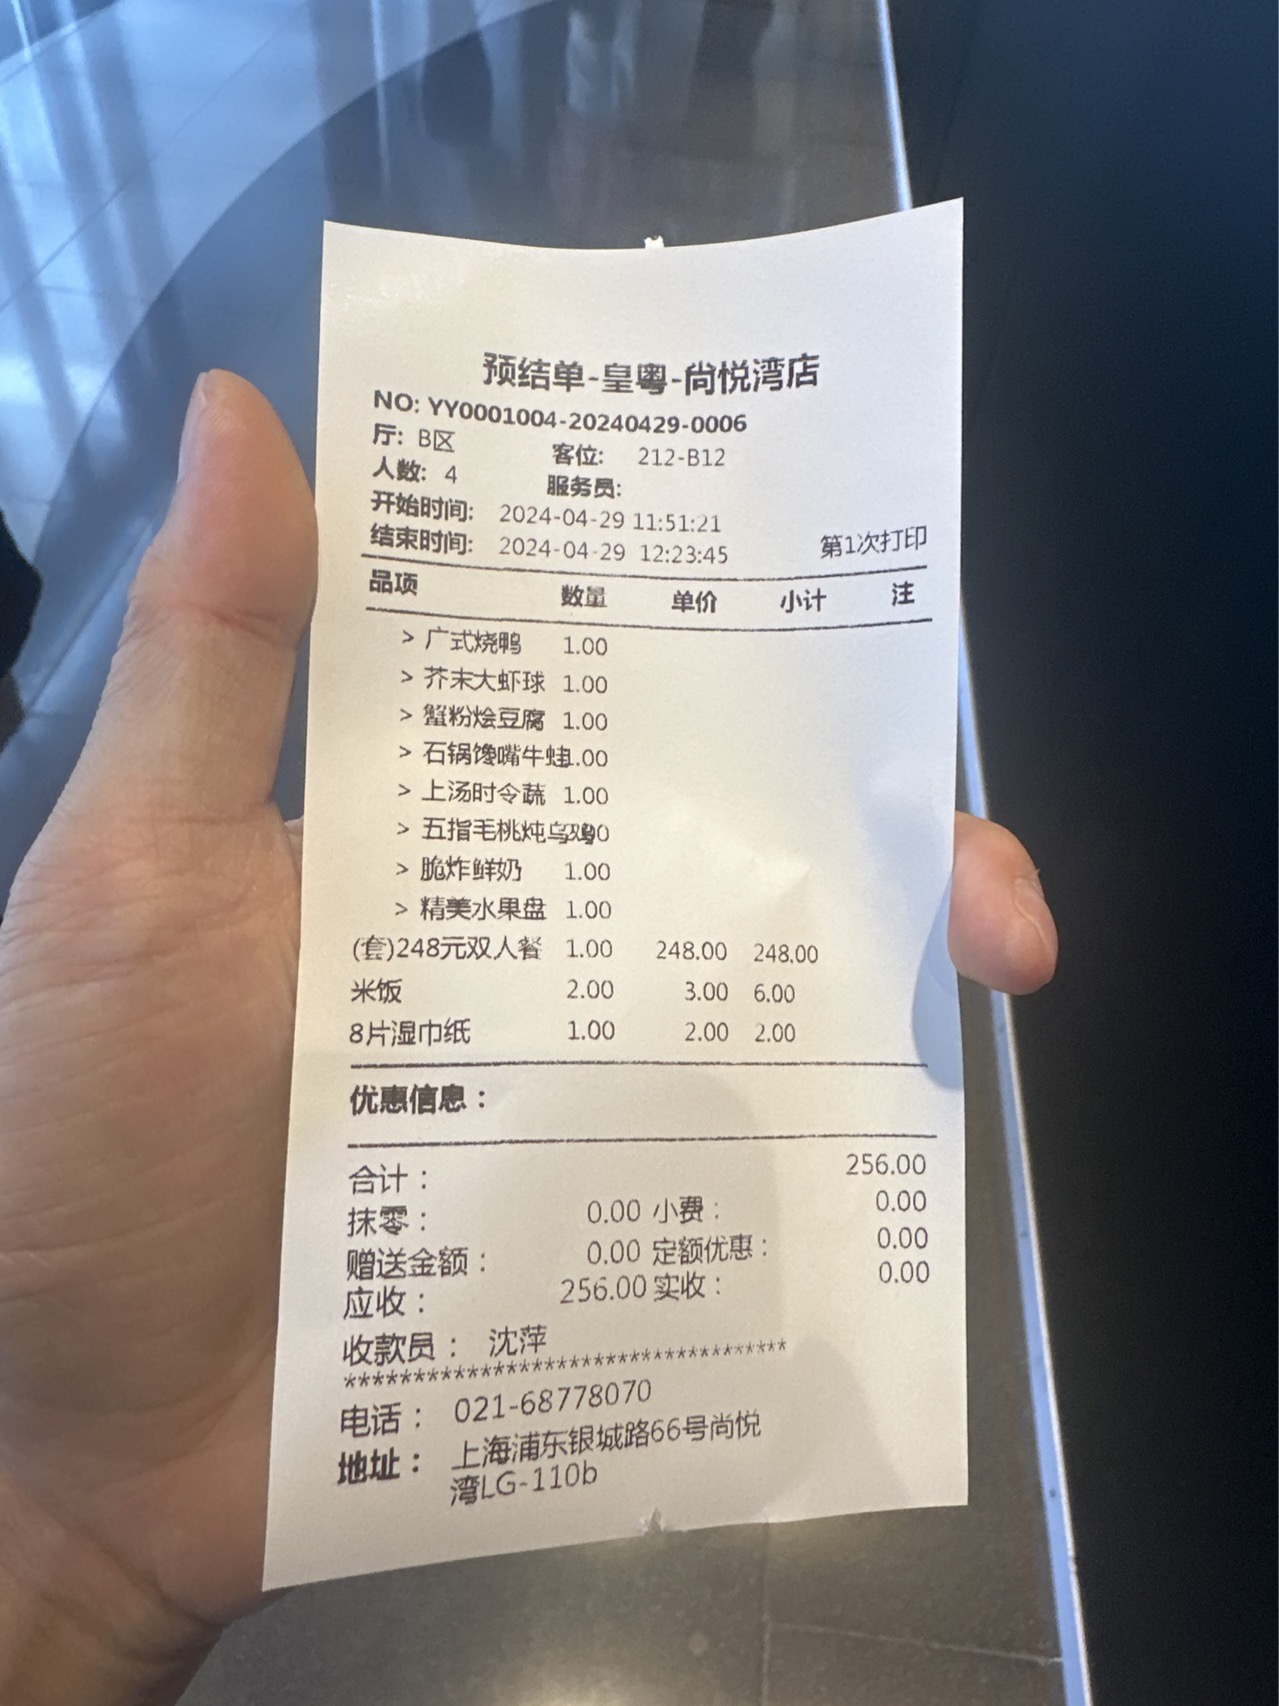 预结单-皇粤-尚悦湾店
NO: YY0001004-20240429-0006
厅: B区 客位: 212-B12
人数: 4 服务员:
开始时间: 2024-04-29 11:51:21
结束时间: 2024-04-29 12:23:45 第1次打印
品项 数量 单价 小计 注
> 广式烧鸭 1.00
> 芥末大虾球 1.00
> 蟹粉烩豆腐 1.00
> 石锅馋嘴牛蛙1.00
> 上汤时令蔬 1.00
> 五指毛桃炖乌鸡
> 脆炸鲜奶 1.00
> 精美水果盘 1.00
(套)248元双人餐 1.00 248.00 248.00
米饭 2.00 3.00 6.00
8片湿巾纸 1.00 2.00 2.00
优惠信息：
合计： 256.00
抹零： 0.00 小费： 0.00
赠送金额： 0.00 定额优惠： 0.00
应收： 256.00 实收： 0.00
收款员： 沈萍
************************************
电话： 021-68778070
地址： 上海浦东银城路66号尚悦
湾LG-110b